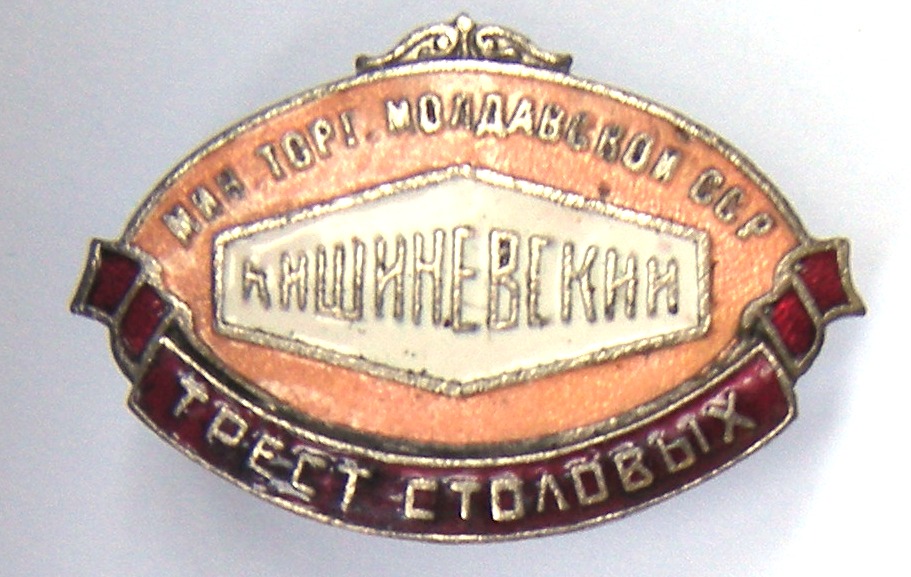 МИН. ТОРГ. МОЛДАВСКОЙ ССР
КИШИНЕВСКИЙ
ТРЕСТ СТОЛОВЫХ